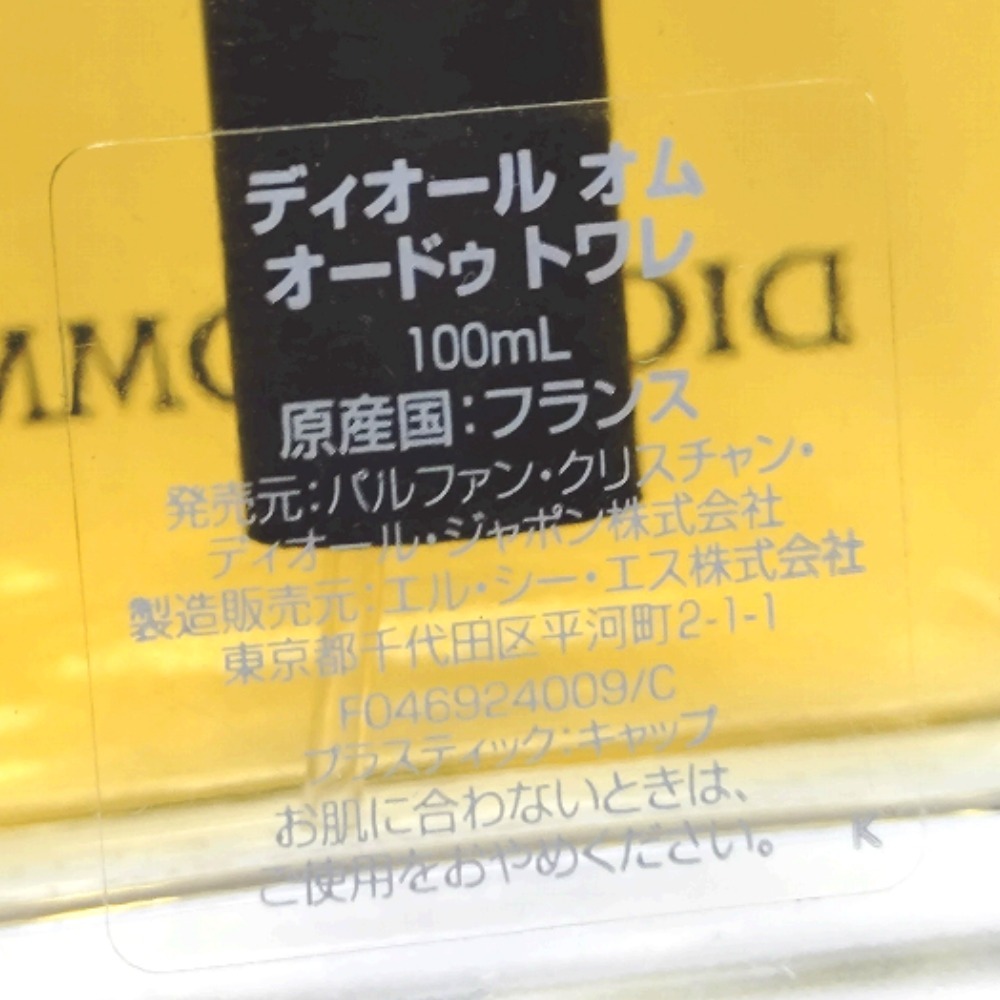 ディオール オム
オードゥ トワレ
100mL
原産国:フランス
発売元:パルファン・クリスチャン・
ディオール・ジャポン株式会社
製造販売元:エル・シー・エス株式会社
東京都千代田区平河町2-1-1
F046924009/C
プラスティック:キャップ
お肌に合わないときは、
ご使用をおやめください。
K